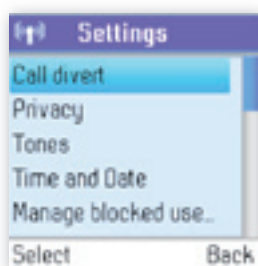 Settings
Call divert
Privacy
Tones
Time and Date
Manage blocked use...
Select Back